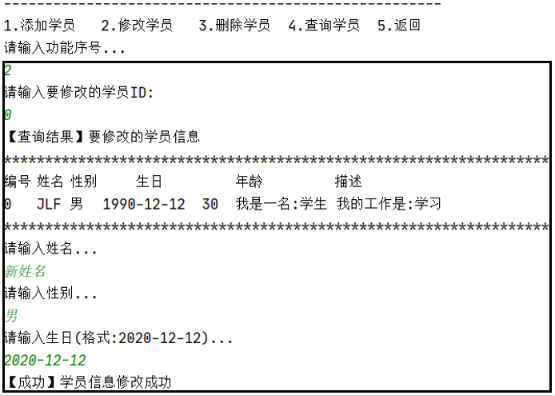 --------------------------------------------------------
1.添加学员   2.修改学员   3.删除学员  4.查询学员  5.返回
请输入功能序号...
2
请输入要修改的学员ID:
0
【查询结果】要修改的学员信息
******************************************************************
编号 姓名 性别     生日         年龄         描述
0   JLF 男  1990-12-12  30  我是一名:学生 我的工作是:学习
******************************************************************
请输入姓名...
新姓名
请输入性别...
男
请输入生日(格式:2020-12-12)...
2020-12-12
【成功】学员信息修改成功